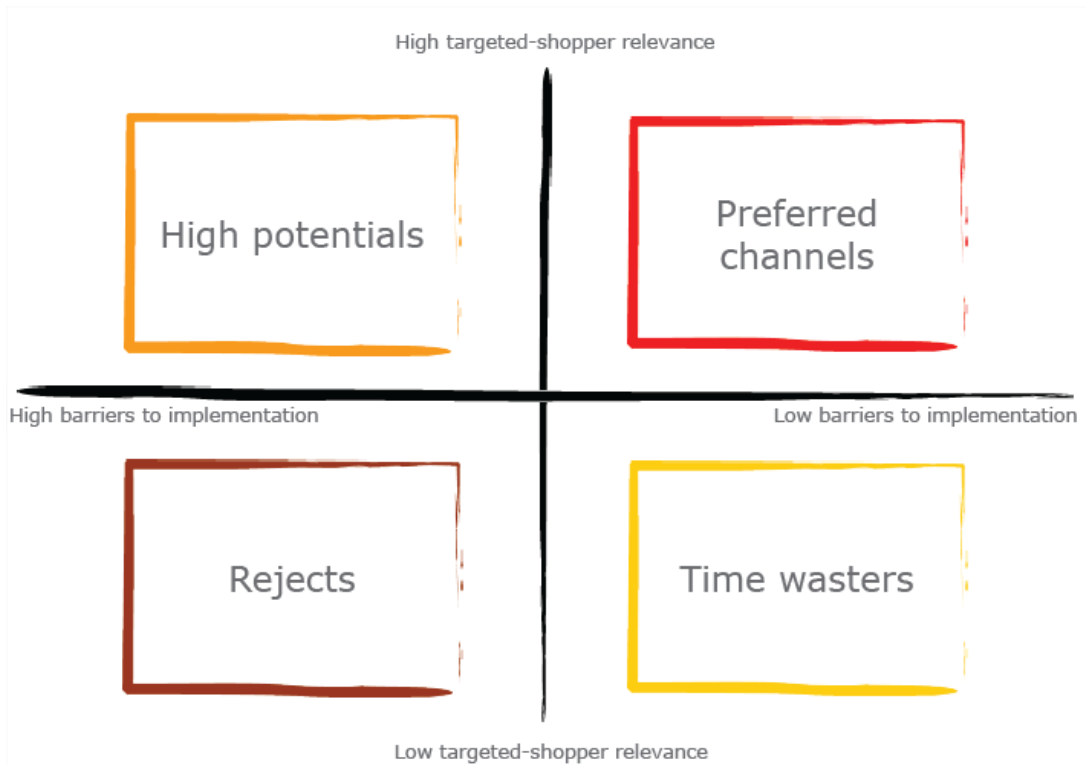 High targeted-shopper relevance
High potentials
Preferred
channels
High barriers to implementation
Low barriers to implementation
Rejects
Time wasters
Low targeted-shopper relevance